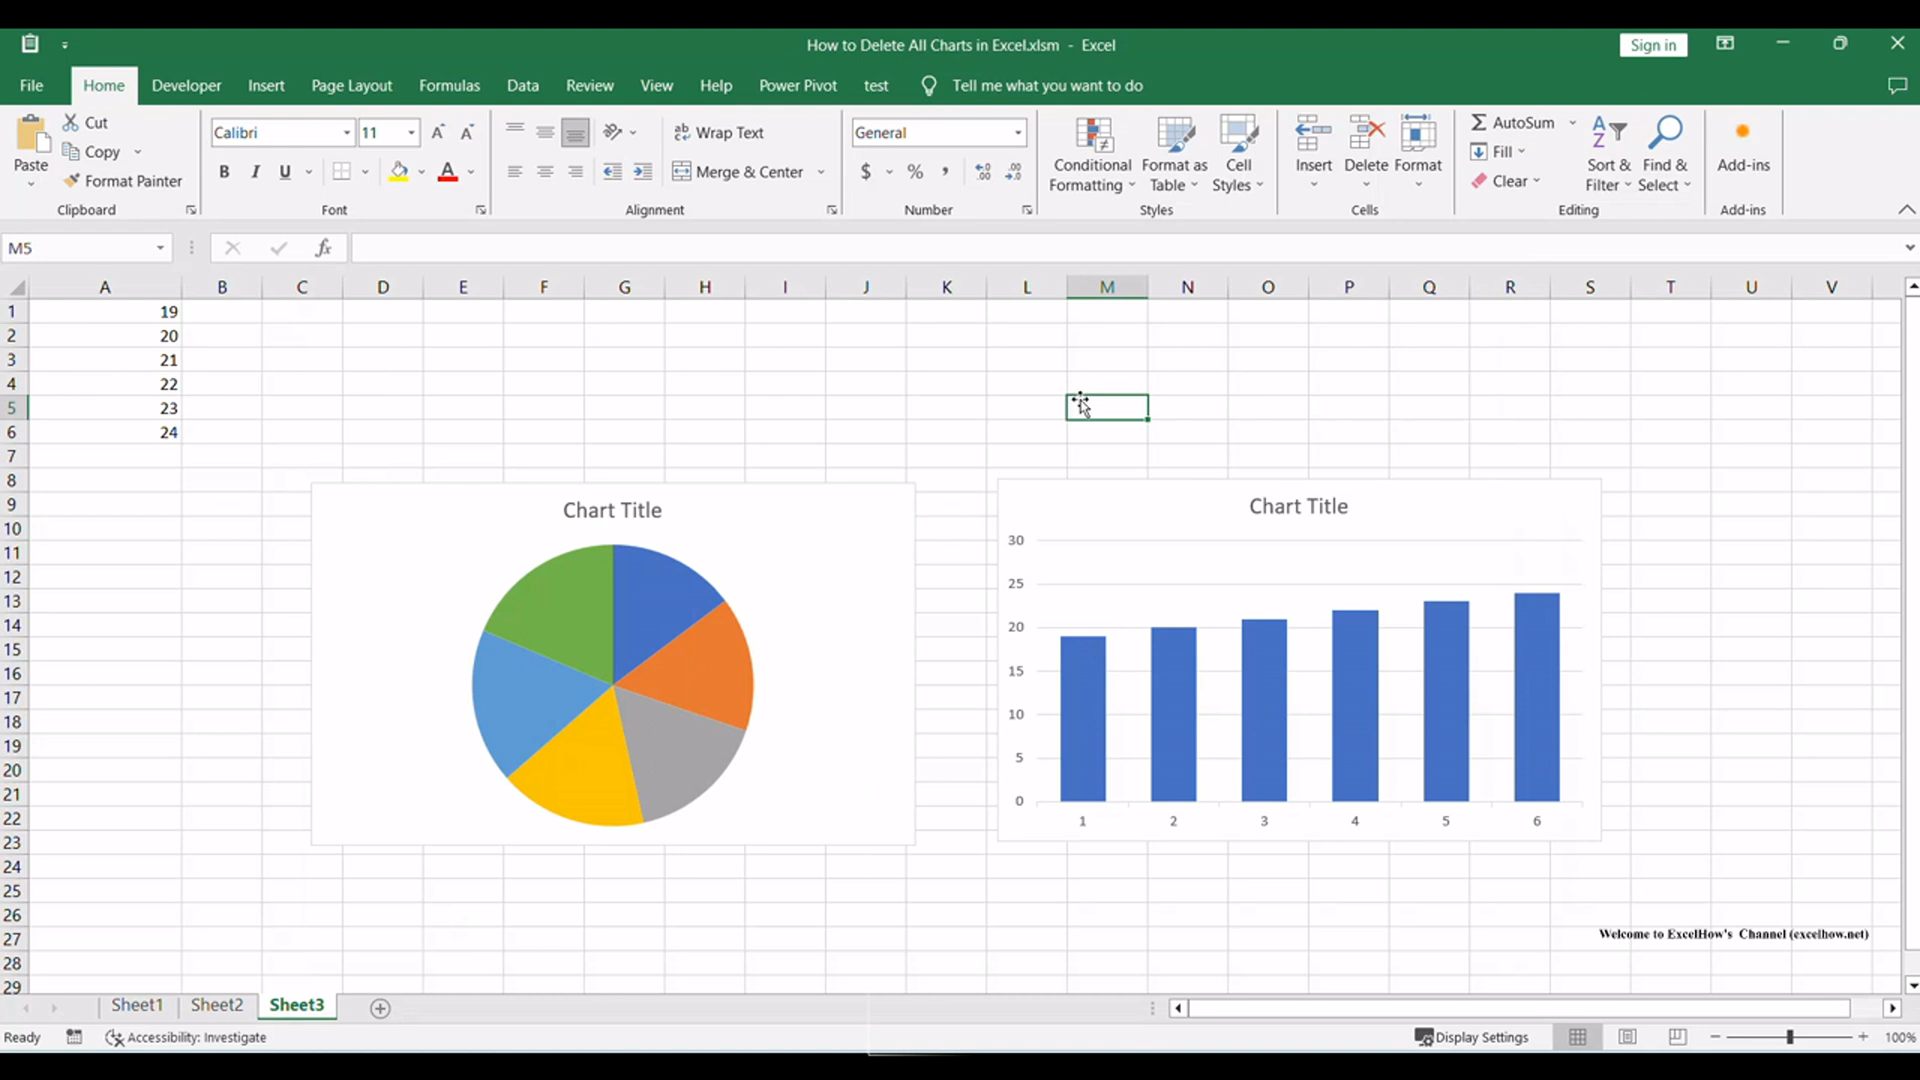 How to Delete All Charts in Excel.xlsm - Excel
Sign in
File Home Developer Insert Page Layout Formulas Data Review View Help Power Pivot test Tell me what you want to do
Paste
Cut
Copy
Format Painter
Clipboard
Calibri 11
B I U A
Font
Wrap Text
Merge & Center
Alignment
General
$ % ,
Number
Conditional Formatting
Format as Table
Cell Styles
Styles
Insert Delete Format
Cells
AutoSum
Fill
Clear
Sort & Filter
Find & Select
Editing
Add-ins
Add-ins
M5
fx
A B C D E F G H I J K L M N O P Q R S T U V
1 19
2 20
3 21
4 22
5 23
6 24
7
8
9
10
11
12
13
14
15
16
17
18
19
20
21
22
23
24
25
26
27
28
29
Chart Title
Chart Title
30
25
20
15
10
5
0
1 2 3 4 5 6
Welcome to ExcelHow's Channel (excelhow.net)
Sheet1 Sheet2 Sheet3
Ready Accessibility: Investigate Display Settings 100%